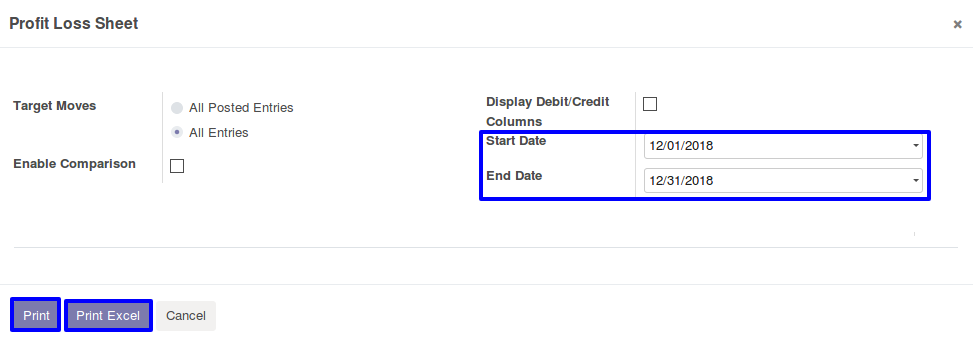 Profit Loss Sheet ×
Target Moves
All Posted Entries
All Entries
Enable Comparison
Display Debit/Credit
Columns
Start Date 12/01/2018
End Date 12/31/2018
Print Print Excel Cancel